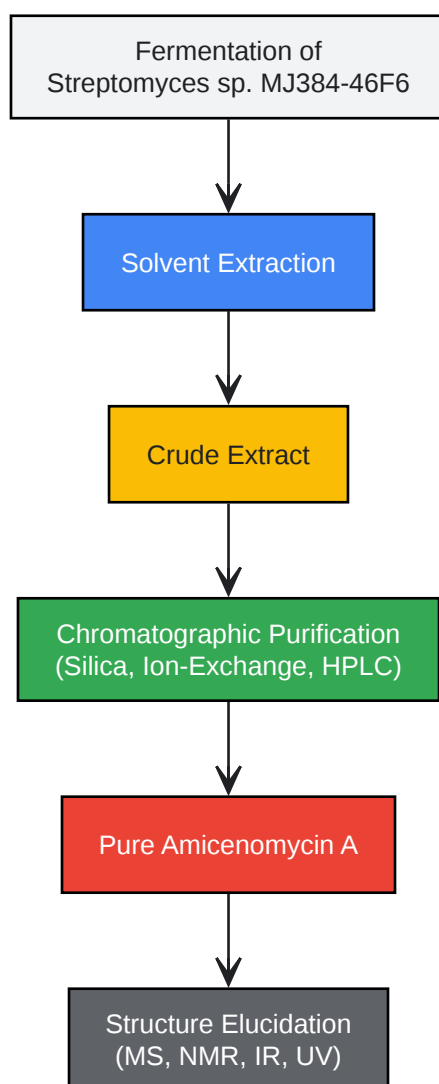 Fermentation of
Streptomyces sp. MJ384-46F6
Solvent Extraction
Crude Extract
Chromatographic Purification
(Silica, Ion-Exchange, HPLC)
Pure Amicenomycin A
Structure Elucidation
(MS, NMR, IR, UV)